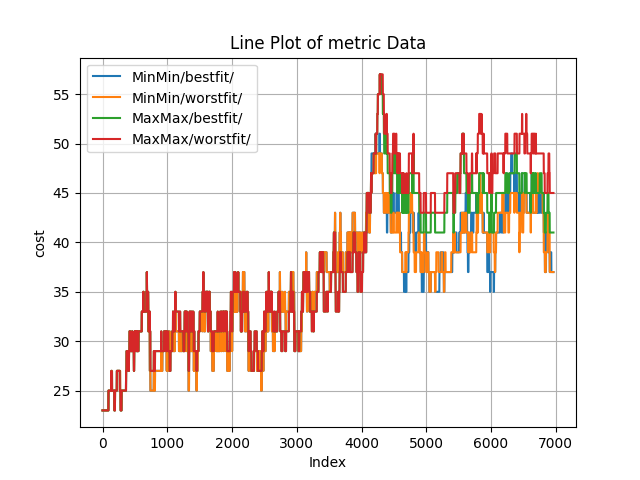 Line Plot of metric Data
MinMin/bestfit/
MinMin/worstfit/
MaxMax/bestfit/
MaxMax/worstfit/
55
50
45
40
35
30
25
cost
0 1000 2000 3000 4000 5000 6000 7000
Index